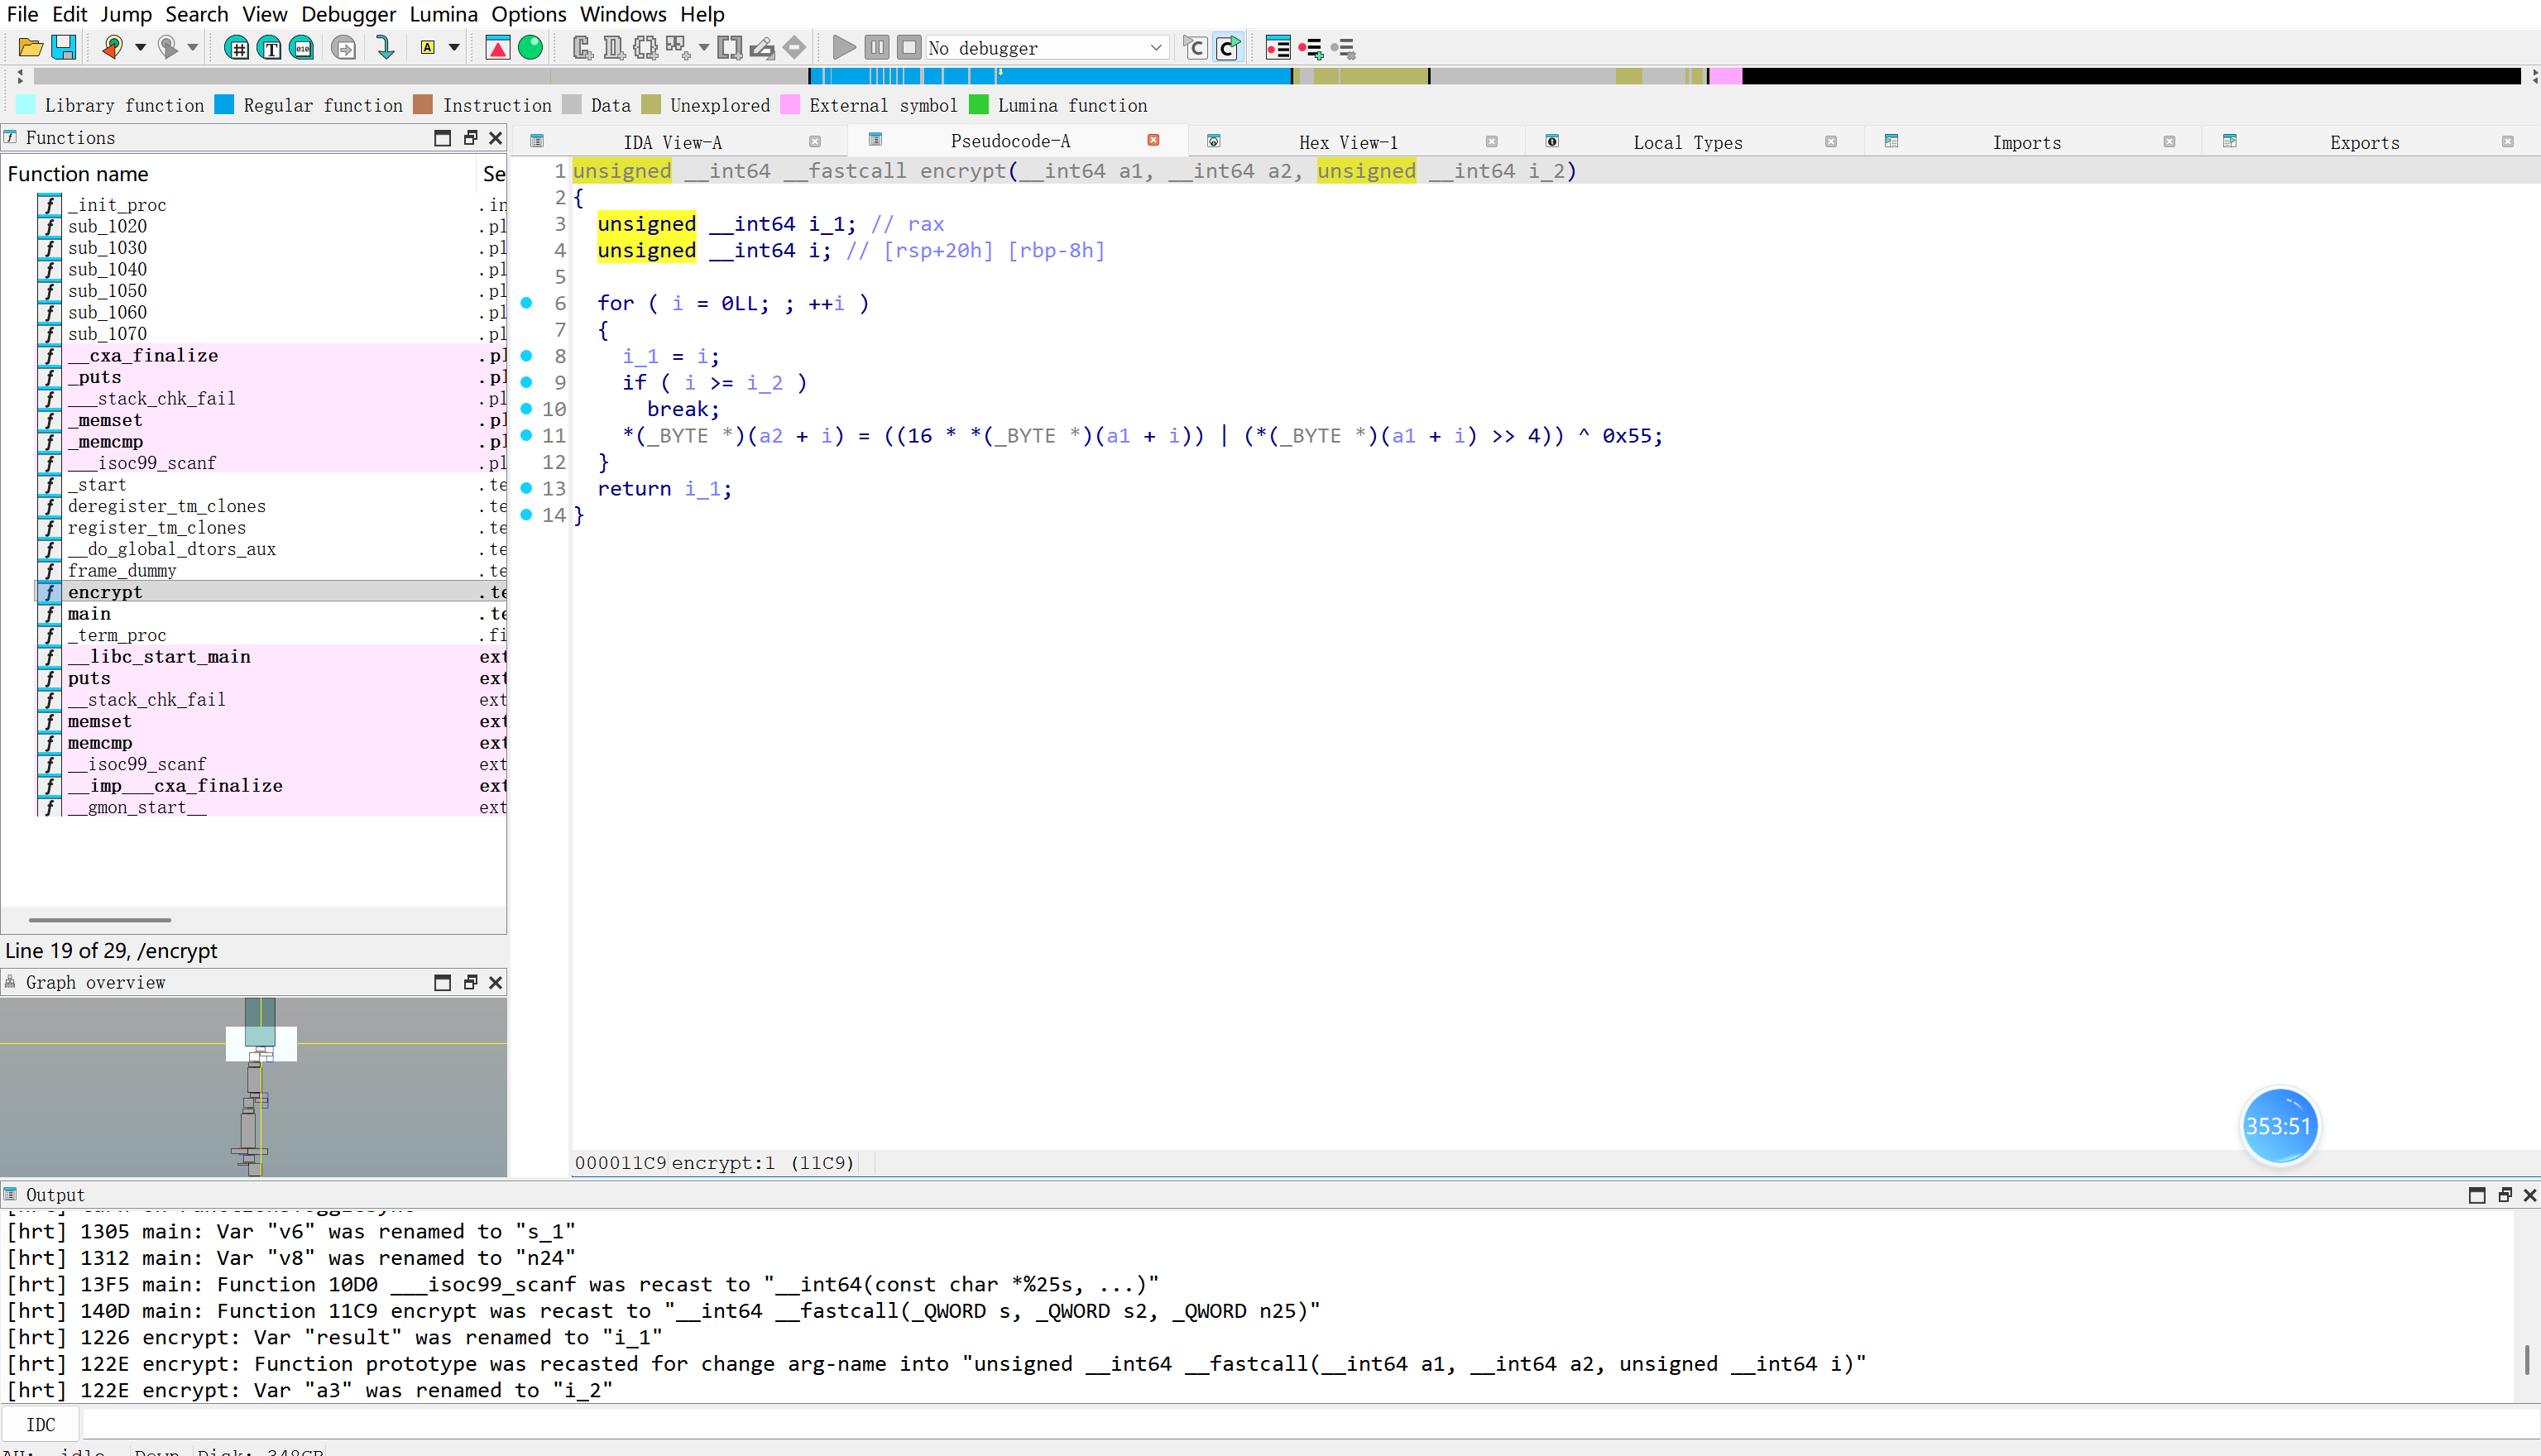 File Edit Jump Search View Debugger Lumina Options Windows Help
No debugger
Library function Regular function Instruction Data Unexplored External symbol Lumina function
Functions
IDA View-A Pseudocode-A Hex View-1 Local Types Imports Exports
Function name Se
_init_proc .in
sub_1020 .pl
sub_1030 .pl
sub_1040 .pl
sub_1050 .pl
sub_1060 .pl
sub_1070 .pl
__cxa_finalize .pl
_puts .pl
___stack_chk_fail .pl
_memset .pl
_memcmp .pl
___isoc99_scanf .pl
_start .te
deregister_tm_clones .te
register_tm_clones .te
__do_global_dtors_aux .te
frame_dummy .te
encrypt .te
main .te
_term_proc .fi
__libc_start_main ext
puts ext
__stack_chk_fail ext
memset ext
memcmp ext
__isoc99_scanf ext
__imp___cxa_finalize ext
__gmon_start__ ext
Line 19 of 29, /encrypt
Graph overview
1 unsigned __int64 __fastcall encrypt(__int64 a1, __int64 a2, unsigned __int64 i_2)
2 {
3 unsigned __int64 i_1; // rax
4 unsigned __int64 i; // [rsp+20h] [rbp-8h]
5
6 for ( i = 0LL; ; ++i )
7 {
8 i_1 = i;
9 if ( i >= i_2 )
10 break;
11 *(_BYTE *)(a2 + i) = ((16 * *(_BYTE *)(a1 + i)) | (*(_BYTE *)(a1 + i) >> 4)) ^ 0x55;
12 }
13 return i_1;
14 }
353:51
000011C9 encrypt:1 (11C9)
Output
[hrt] 1305 main: Var "v6" was renamed to "s_1"
[hrt] 1312 main: Var "v8" was renamed to "n24"
[hrt] 13F5 main: Function 10D0 ___isoc99_scanf was recast to "__int64(const char *%25s, ...)"
[hrt] 140D main: Function 11C9 encrypt was recast to "__int64 __fastcall(_QWORD s, _QWORD s2, _QWORD n25)"
[hrt] 1226 encrypt: Var "result" was renamed to "i_1"
[hrt] 122E encrypt: Function prototype was recasted for change arg-name into "unsigned __int64 __fastcall(__int64 a1, __int64 a2, unsigned __int64 i)"
[hrt] 122E encrypt: Var "a3" was renamed to "i_2"
IDC